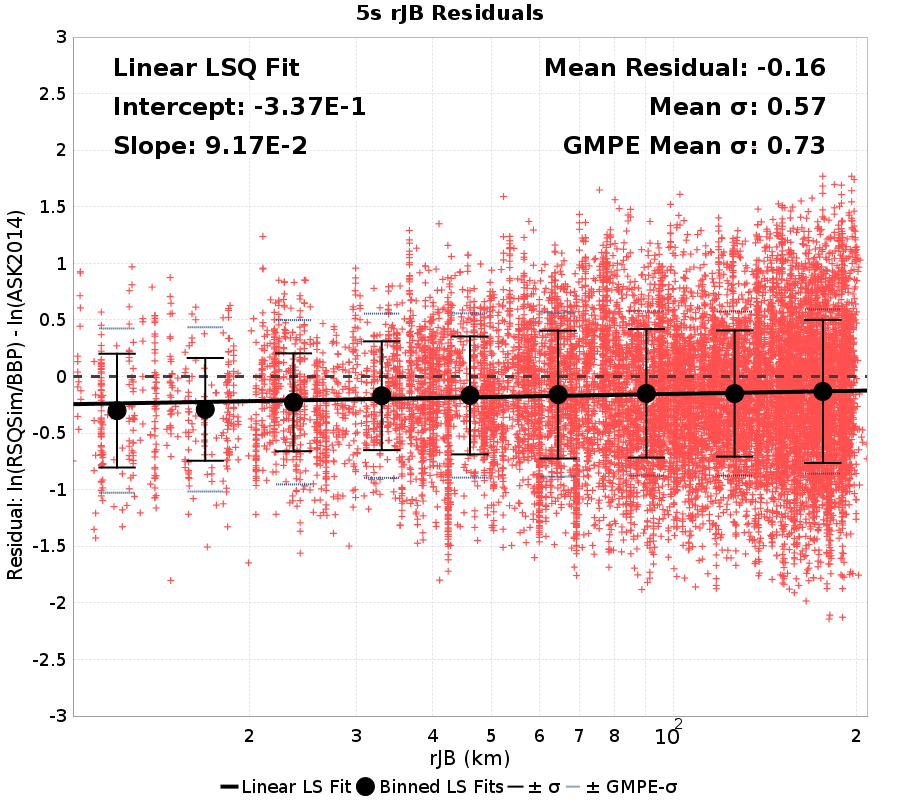 5s rJB Residuals
Linear LSQ Fit
Intercept: -3.37E-1
Slope: 9.17E-2
Mean Residual: -0.16
Mean σ: 0.57
GMPE Mean σ: 0.73
Residual: ln(RSQSim/BBP) - ln(ASK2014)
3
2.5
2
1.5
1
0.5
0
-0.5
-1
-1.5
-2
-2.5
-3
2 3 4 5 6 7 8 10² 2
rJB (km)
Linear LS Fit Binned LS Fits ± σ ± GMPE-σ